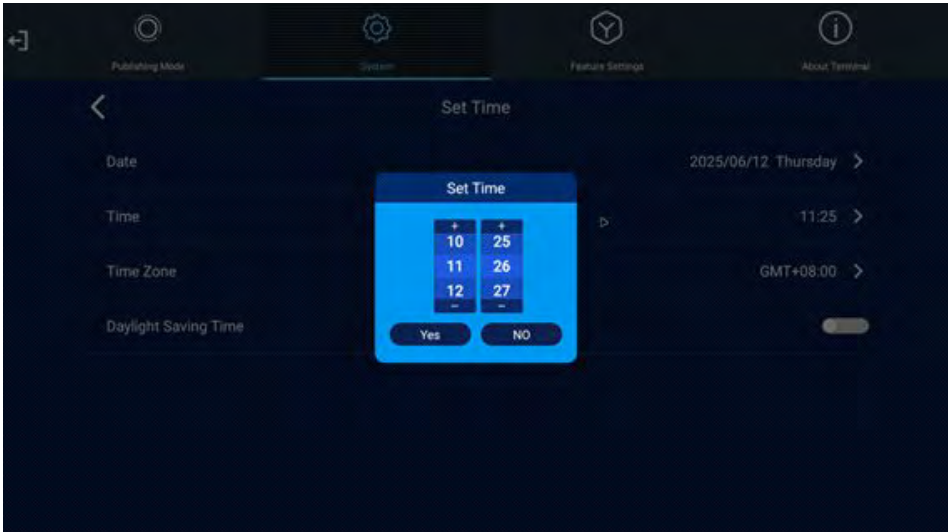 Publishing Mode
System
Feature Settings
About Terminal
Set Time
Date
2025/06/12 Thursday
Set Time
Time
11:25
+ +
10 25
11 26
12 27
- -
Time Zone
GMT+08:00
Yes
NO
Daylight Saving Time